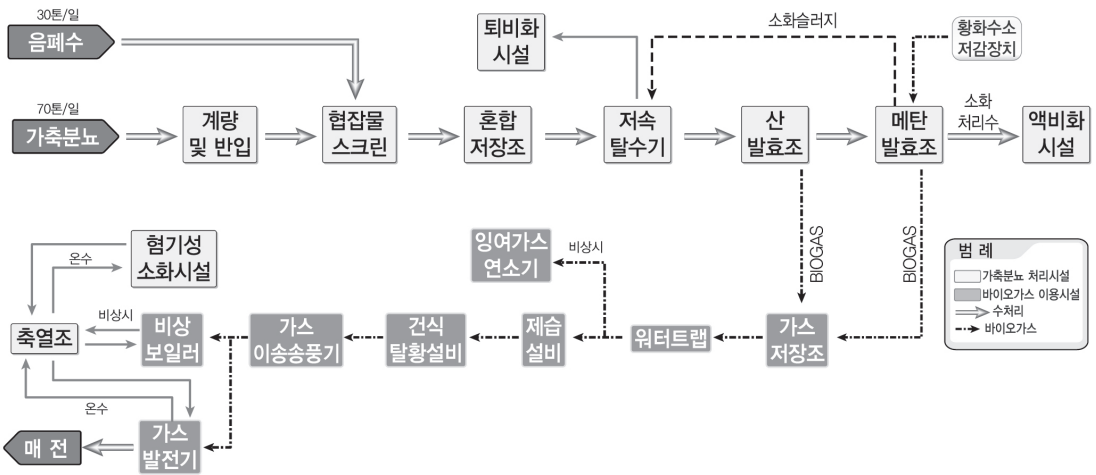 30톤/일
음폐수
퇴비화
시설
소화슬러지
황화수소
저감장치
70톤/일
가축분뇨
계량
및 반입
협잡물
스크린
혼합
저장조
저속
탈수기
산
발효조
메탄
발효조
소화
처리수
액비화
시설
BIOGAS
BIOGAS
혐기성
소화시설
온수
잉여가스
연소기
비상시
범 례
가축분뇨 처리시설
바이오가스 이용시설
수처리
바이오가스
축열조
비상시
비상
보일러
가스
이송송풍기
건식
탈황설비
제습
설비
워터트랩
가스
저장조
온수
매 전
가스
발전기